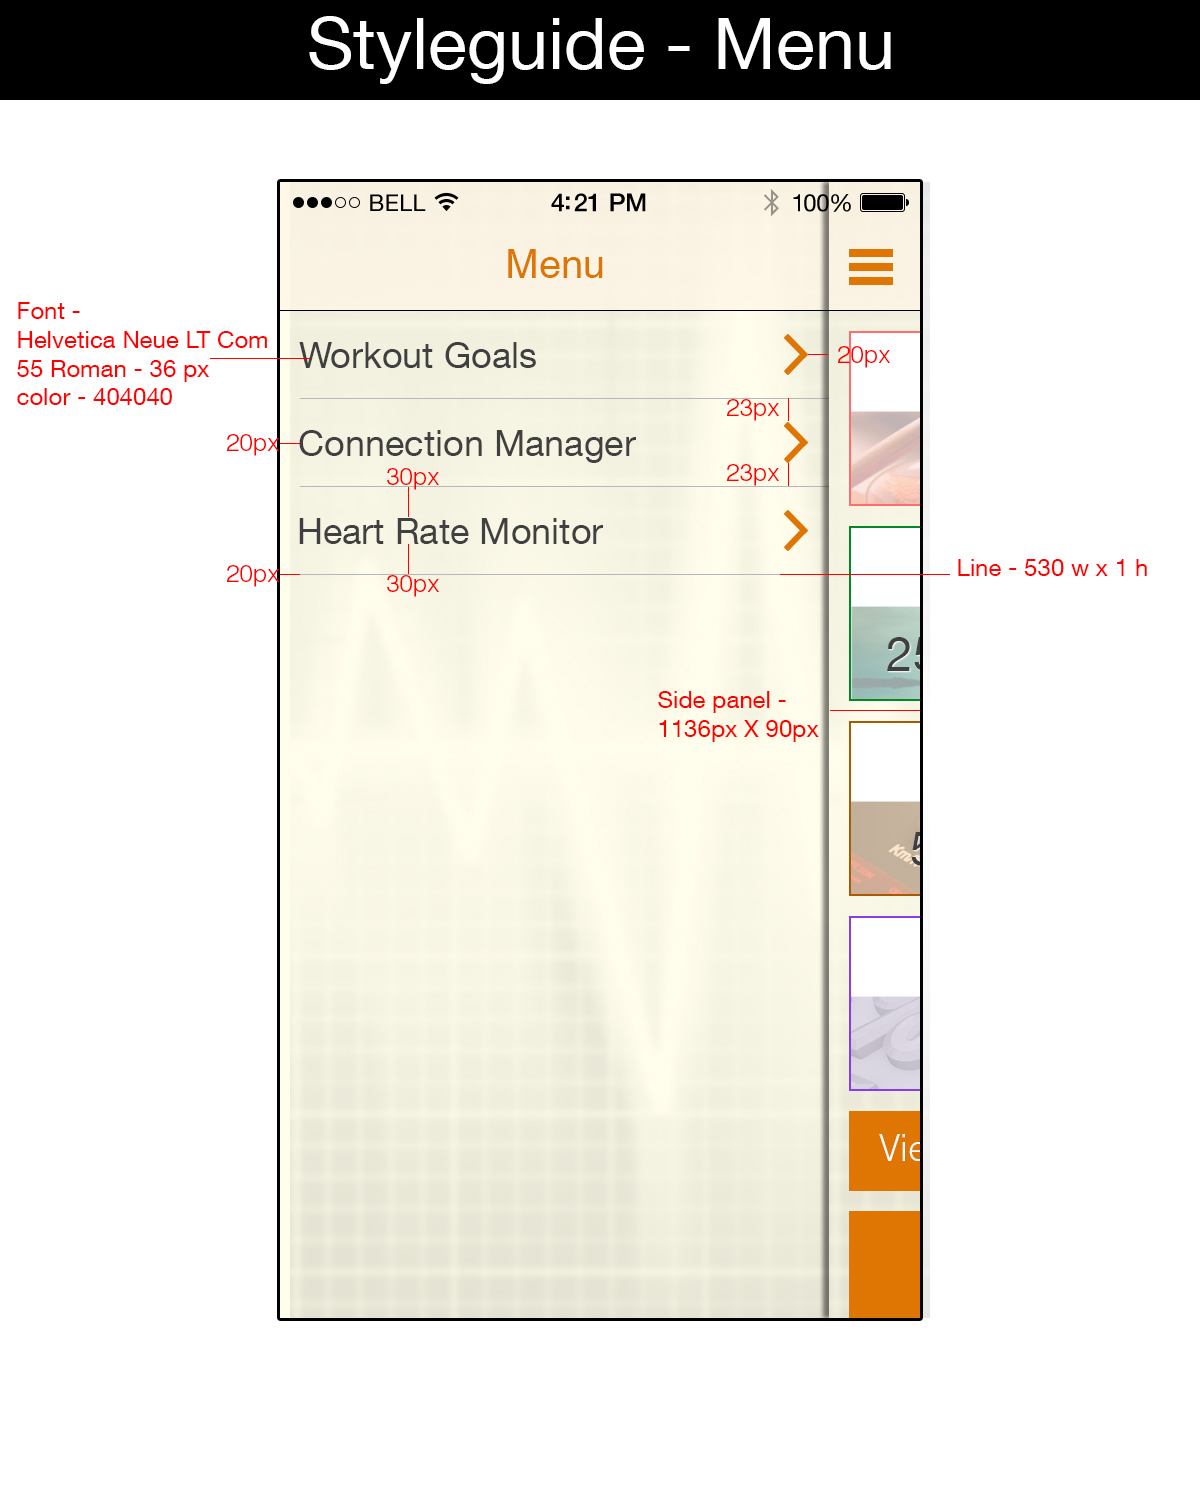 Styleguide - Menu
BELL
4:21 PM
100%
Menu
Font -
Helvetica Neue LT Com
55 Roman - 36 px
color - 404040
Workout Goals
20px
23px
20px
Connection Manager
23px
30px
Heart Rate Monitor
20px
30px
Line - 530 w x 1 h
25
Side panel -
1136px X 90px
Vie